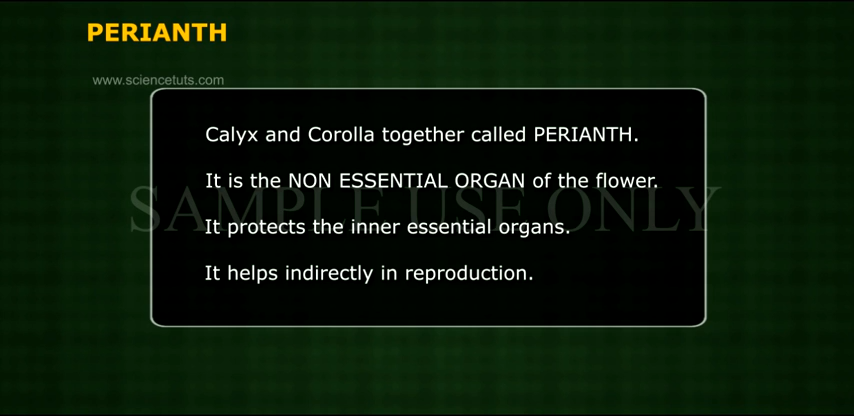 PERIANTH
www.sciencetuts.com
Calyx and Corolla together called PERIANTH.
It is the NON ESSENTIAL ORGAN of the flower.
SAMPLE USE ONLY
It protects the inner essential organs.
It helps indirectly in reproduction.